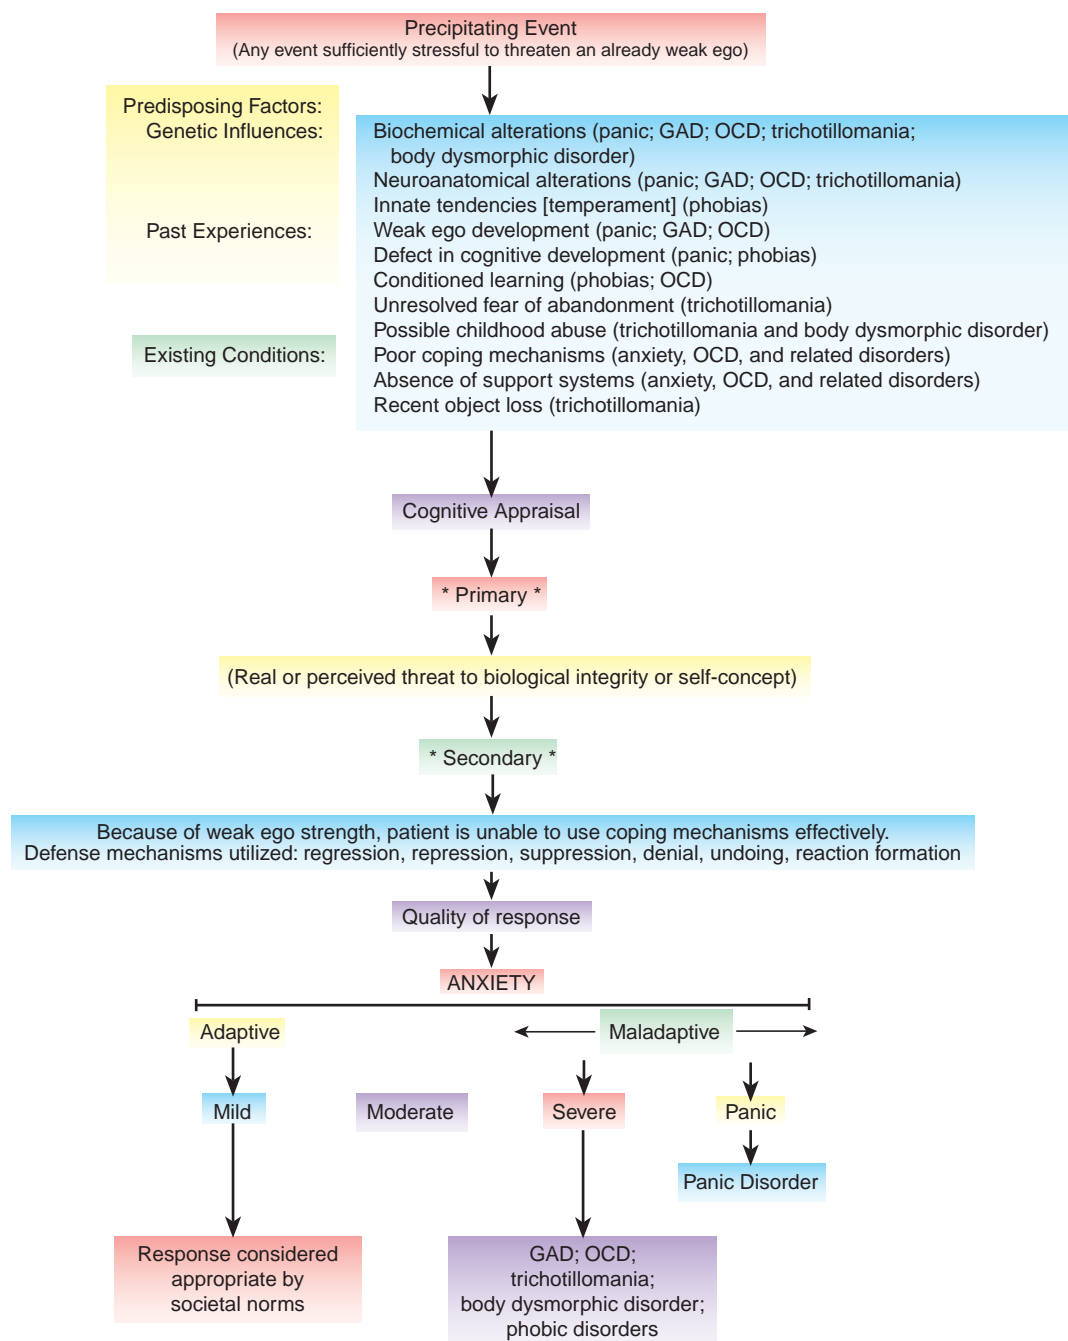 Precipitating Event
(Any event sufficiently stressful to threaten an already weak ego)
Predisposing Factors:
Genetic Influences:
Biochemical alterations (panic; GAD; OCD; trichotillomania;
body dysmorphic disorder)
Neuroanatomical alterations (panic; GAD; OCD; trichotillomania)
Innate tendencies [temperament] (phobias)
Past Experiences:
Weak ego development (panic; GAD; OCD)
Defect in cognitive development (panic; phobias)
Conditioned learning (phobias; OCD)
Unresolved fear of abandonment (trichotillomania)
Possible childhood abuse (trichotillomania and body dysmorphic disorder)
Existing Conditions:
Poor coping mechanisms (anxiety, OCD, and related disorders)
Absence of support systems (anxiety, OCD, and related disorders)
Recent object loss (trichotillomania)
Cognitive Appraisal
* Primary *
(Real or perceived threat to biological integrity or self-concept)
* Secondary *
Because of weak ego strength, patient is unable to use coping mechanisms effectively.
Defense mechanisms utilized: regression, repression, suppression, denial, undoing, reaction formation
Quality of response
ANXIETY
Adaptive
Maladaptive
Mild
Moderate
Severe
Panic
Panic Disorder
Response considered
appropriate by
societal norms
GAD; OCD;
trichotillomania;
body dysmorphic disorder;
phobic disorders